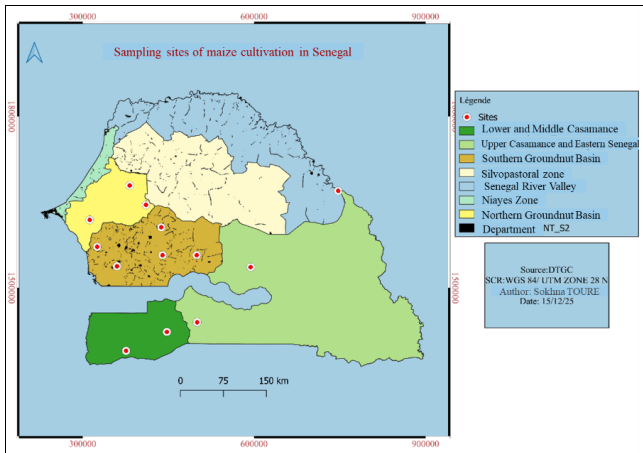 300000
600000
900000
Sampling sites of maize cultivation in Senegal
1800000
1800000
Légende
Sites
Lower and Middle Casamance
Upper Casamance and Eastern Senegal
Southern Groundnut Basin
Silvopastoral zone
Senegal River Valley
Niayes Zone
Northern Groundnut Basin
Department NT_S2
1500000
1500000
Source:DTGC
SCR:WGS 84/ UTM ZONE 28 N
Author: Sokhna TOURE
Date: 15/12/25
0 75 150 km
300000
600000
900000